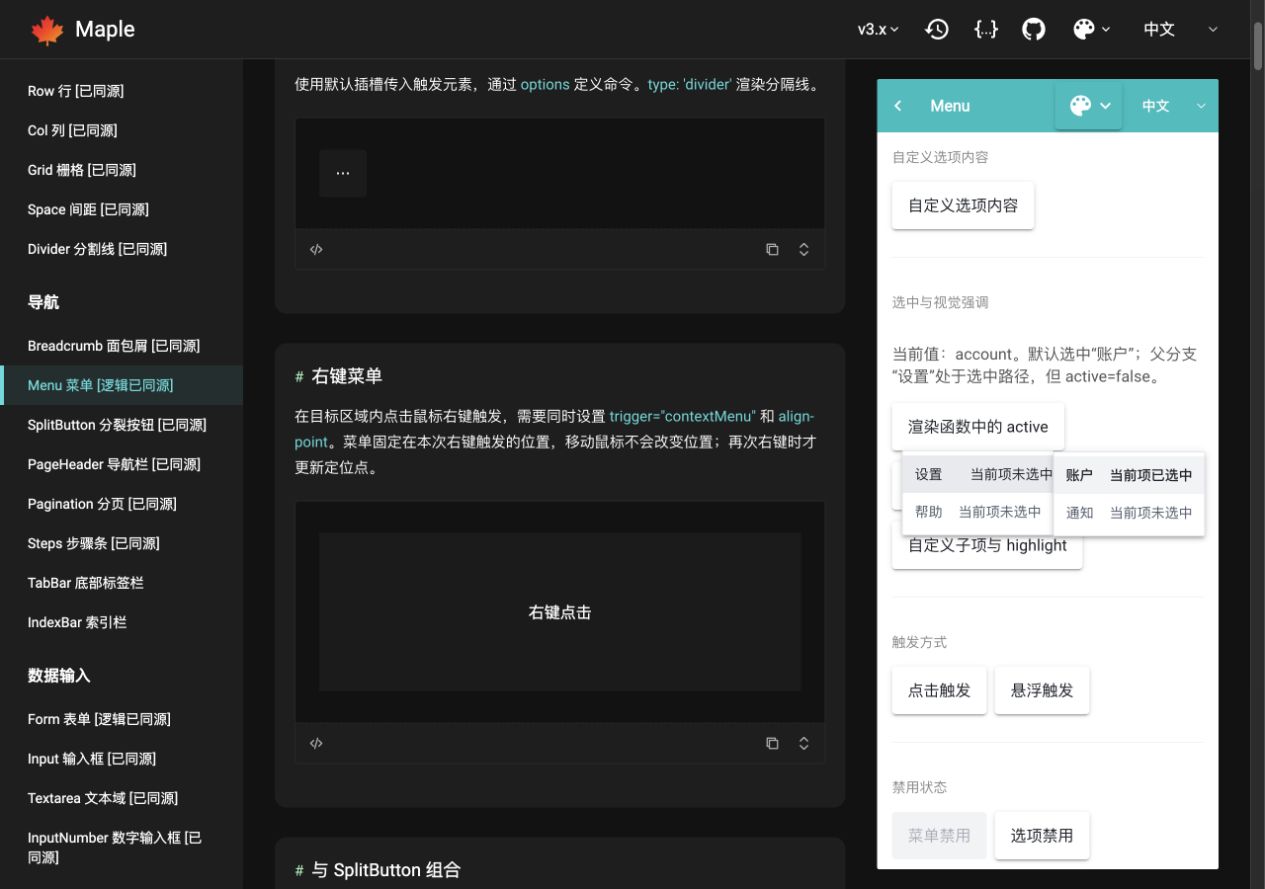 Maple
v3.x
中文
Row 行 [已同源]
Col 列 [已同源]
Grid 栅格 [已同源]
Space 间距 [已同源]
Divider 分割线 [已同源]
导航
Breadcrumb 面包屑 [已同源]
Menu 菜单 [逻辑已同源]
SplitButton 分裂按钮 [已同源]
PageHeader 导航栏 [已同源]
Pagination 分页 [已同源]
Steps 步骤条 [已同源]
TabBar 底部标签栏
IndexBar 索引栏
数据输入
Form 表单 [逻辑已同源]
Input 输入框 [已同源]
Textarea 文本域 [已同源]
InputNumber 数字输入框 [已
同源]
使用默认插槽传入触发元素，通过 options 定义命令。type: 'divider' 渲染分隔线。
...
# 右键菜单
在目标区域内点击鼠标右键触发，需要同时设置 trigger="contextMenu" 和 align-
point。菜单固定在本次右键触发的位置，移动鼠标不会改变位置；再次右键时才
更新定位点。
右键点击
# 与 SplitButton 组合
Menu
中文
自定义选项内容
自定义选项内容
选中与视觉强调
当前值：account。默认选中“账户”；父分支
“设置”处于选中路径，但 active=false。
渲染函数中的 active
设置 当前项未选中
账户 当前项已选中
帮助 当前项未选中
通知 当前项未选中
自定义子项与 highlight
触发方式
点击触发
悬浮触发
禁用状态
菜单禁用
选项禁用